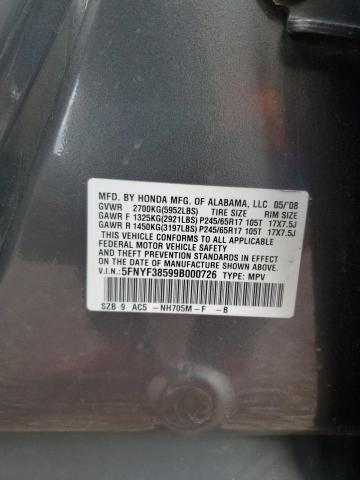 MFD. BY HONDA MFG. OF ALABAMA, LLC 05/'08
GVWR 2700KG(5952LBS) TIRE SIZE RIM SIZE
GAWR F 1325KG(2921LBS) P245/65R17 105T 17X7.5J
GAWR R 1450KG(3197LBS) P245/65R17 105T 17X7.5J
THIS VEHICLE CONFORMS TO ALL APPLICABLE
FEDERAL MOTOR VEHICLE SAFETY AND
THEFT PREVENTION STANDARDS IN EFFECT
ON THE DATE OF MANUFACTURE SHOWN ABOVE.
V.I.N.:5FNYF38599B000726 TYPE: MPV
SZB 9 AC5 -NH705M-F -B